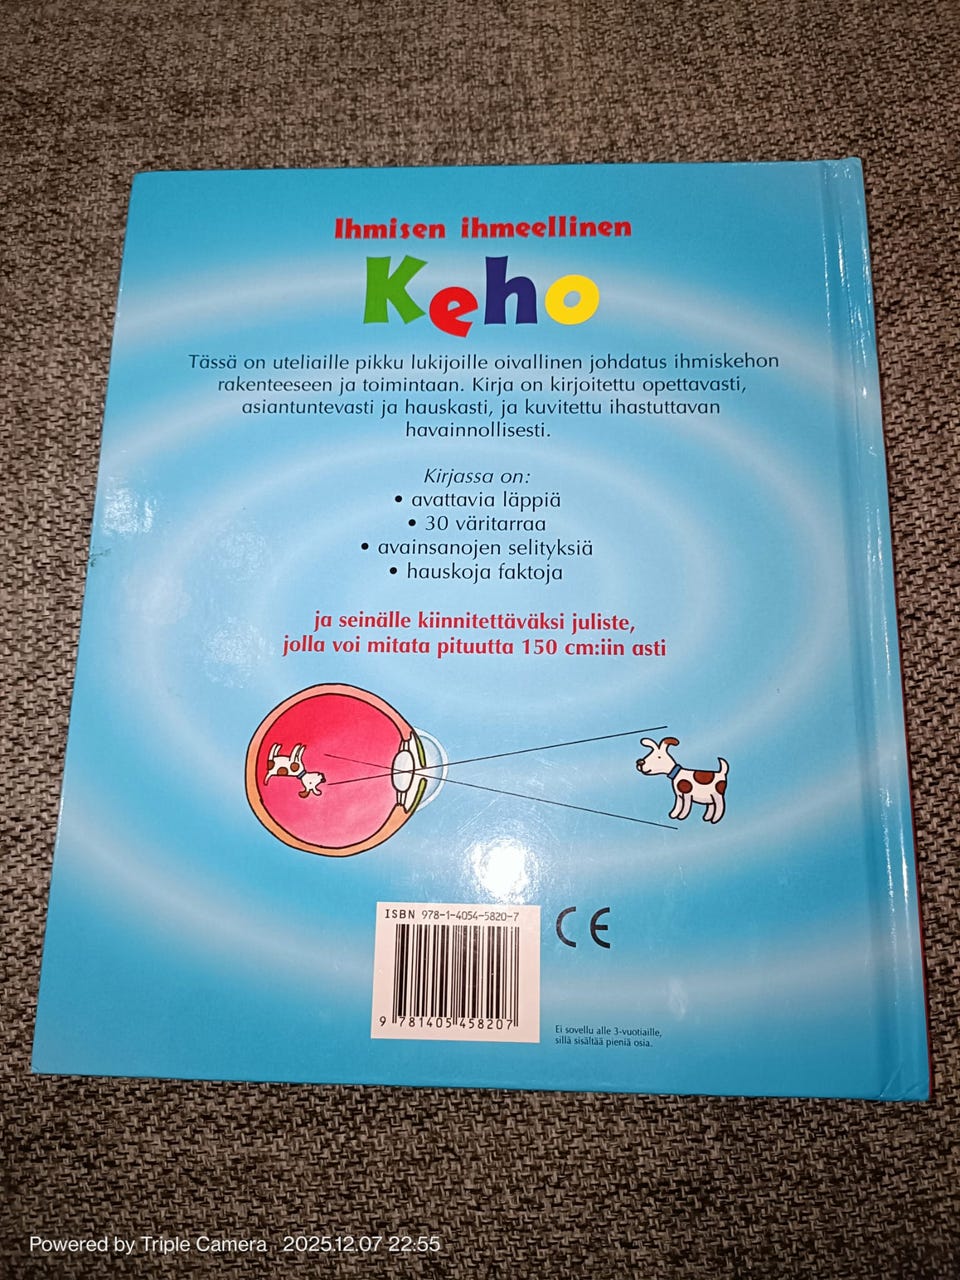 Ihmisen ihmeellinen
Keho
Tässä on uteliaille pikku lukijoille oivallinen johdatus ihmiskehon
rakenteeseen ja toimintaan. Kirja on kirjoitettu opettavasti,
asiantuntevasti ja hauskasti, ja kuvitettu ihastuttavan
havainnollisesti.
Kirjassa on:
• avattavia läppiä
• 30 väritarraa
• avainsanojen selityksiä
• hauskoja faktoja
ja seinälle kiinnitettäväksi juliste,
jolla voi mitata pituutta 150 cm:iin asti
ISBN 978-1-4054-5820-7
9 781405 458207
CE
Ei sovellu alle 3-vuotiaille,
sillä sisältää pieniä osia.
Powered by Triple Camera 2025.12.07 22:55